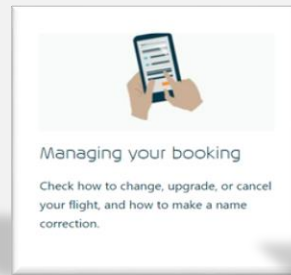 Managing your booking
Check how to change, upgrade, or cancel
your flight, and how to make a name
correction.